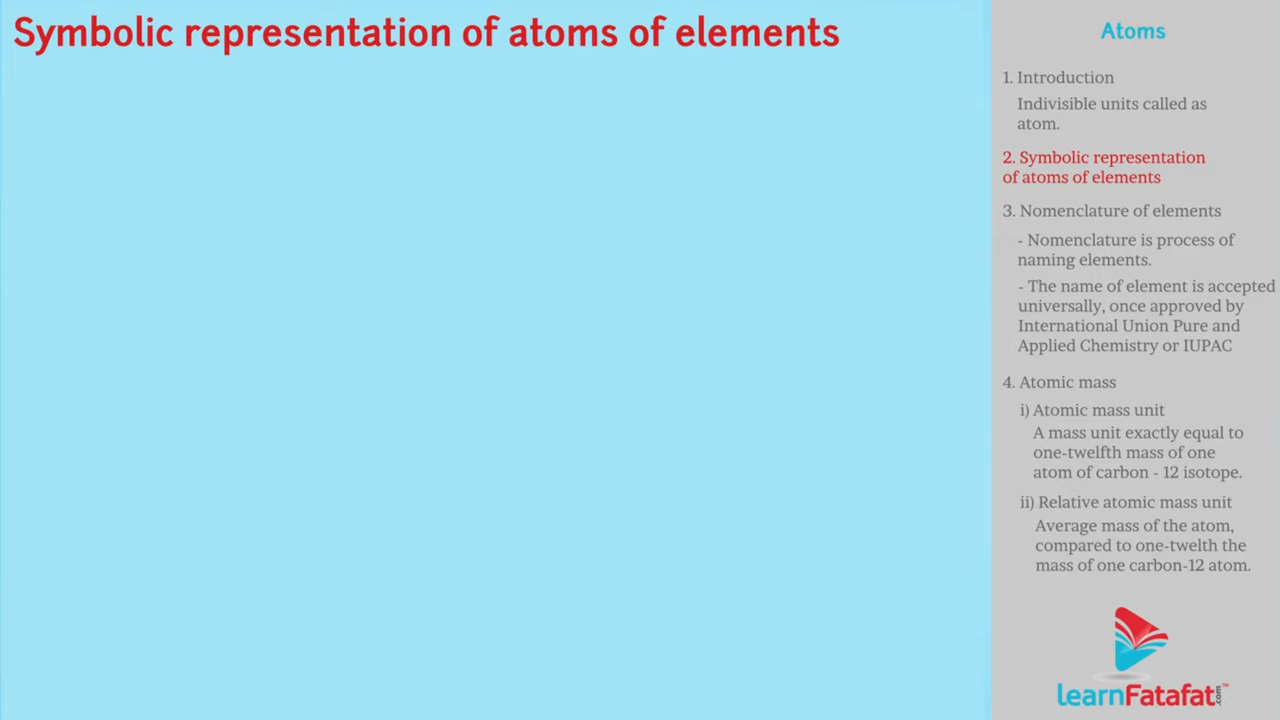 Symbolic representation of atoms of elements
Atoms
1. Introduction
Indivisible units called as
atom.
2. Symbolic representation
of atoms of elements
3. Nomenclature of elements
- Nomenclature is process of
naming elements.
- The name of element is accepted
universally, once approved by
International Union Pure and
Applied Chemistry or IUPAC
4. Atomic mass
i) Atomic mass unit
A mass unit exactly equal to
one-twelfth mass of one
atom of carbon - 12 isotope.
ii) Relative atomic mass unit
Average mass of the atom,
compared to one-twelth the
mass of one carbon-12 atom.
learnFatafat.com™